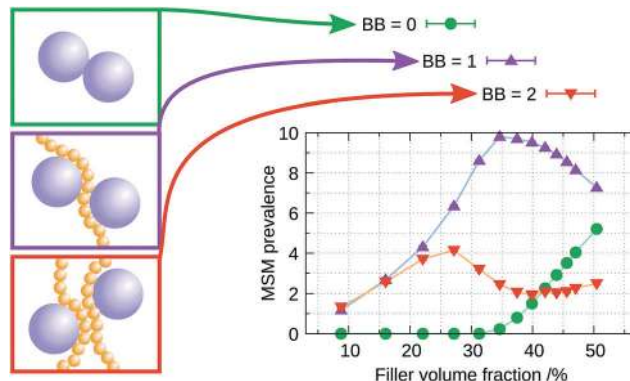 BB = 0
BB = 1
BB = 2
10
8
6
4
2
0
MSM prevalence
10 20 30 40 50
Filler volume fraction /%